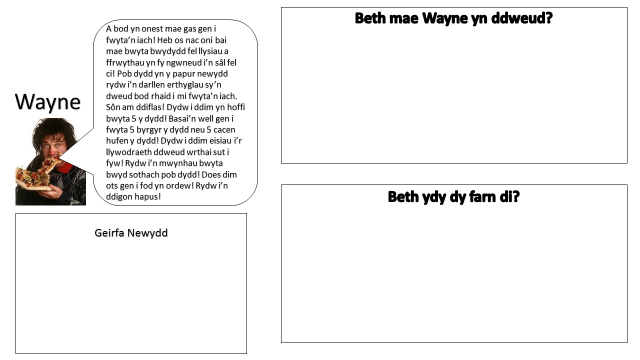 Wayne
A bod yn onest mae gas gen i
fwyta'n iach! Heb os nac oni bai
mae bwyta bwydydd fel llysiau a
ffrwythau yn fy ngwneud i'n sâl fel
ci! Pob dydd yn y papur newydd
rydw i'n darllen erthyglau sy'n
dweud bod rhaid i mi fwyta'n iach.
Sôn am ddiflas! Dydw i ddim yn hoffi
bwyta 5 y dydd! Basai'n well gen i
fwyta 5 byrgyr y dydd neu 5 cacen
hufen y dydd! Dydw i ddim eisiau i'r
llywodraeth ddweud wrthai sut i
fyw! Rydw i'n mwynhau bwyta
bwyd sothach pob dydd! Does dim
ots gen i fod yn ordew! Rydw i'n
ddigon hapus!
Geirfa Newydd
Beth mae Wayne yn ddweud?
Beth ydy dy farn di?